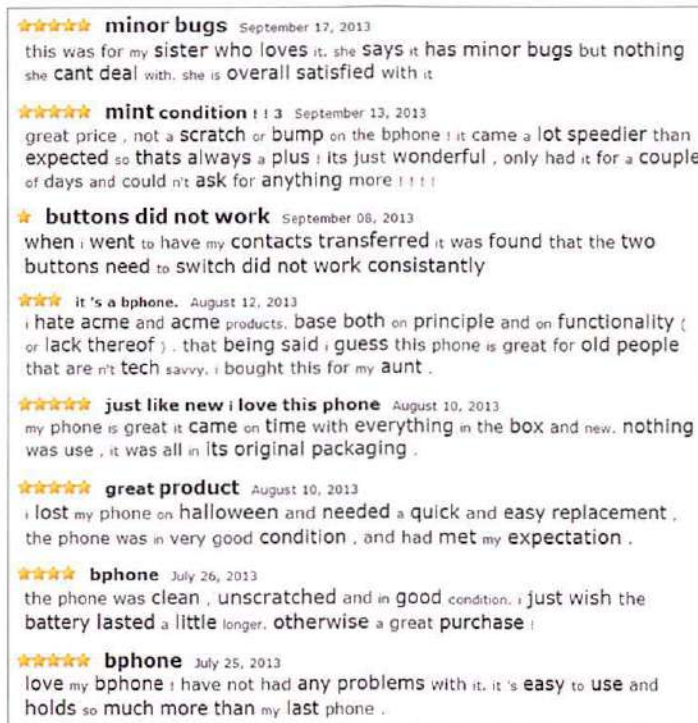 minor bugs September 17, 2013
this was for my sister who loves it. she says it has minor bugs but nothing
she cant deal with. she is overall satisfied with it
mint condition ! ! 3 September 13, 2013
great price , not a scratch or bump on the bphone ! it came a lot speedier than
expected so thats always a plus ! its just wonderful , only had it for a couple
of days and could n't ask for anything more ! ! ! !
buttons did not work September 08, 2013
when i went to have my contacts transferred it was found that the two
buttons need to switch did not work consistantly
it 's a bphone. August 12, 2013
i hate acme and acme products. base both on principle and on functionality (
or lack thereof ) . that being said i guess this phone is great for old people
that are n't tech savvy. i bought this for my aunt .
just like new i love this phone August 10, 2013
my phone is great it came on time with everything in the box and new. nothing
was use , it was all in its original packaging .
great product August 10, 2013
i lost my phone on halloween and needed a quick and easy replacement .
the phone was in very good condition , and had met my expectation .
bphone July 26, 2013
the phone was clean , unscratched and in good condition. i just wish the
battery lasted a little longer. otherwise a great purchase !
bphone July 25, 2013
love my bphone ! have not had any problems with it. it 's easy to use and
holds so much more than my last phone .